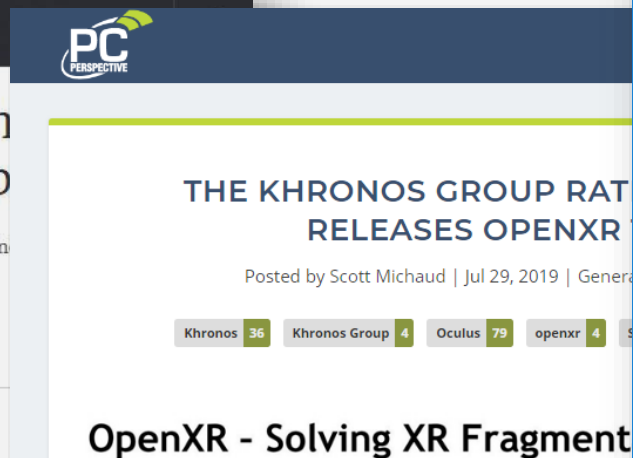 PC
PERSPECTIVE
THE KHRONOS GROUP RAT
RELEASES OPENXR
Posted by Scott Michaud | Jul 29, 2019 | Genera
Khronos 36 Khronos Group 4 Oculus 79 openxr 4
OpenXR – Solving XR Fragment